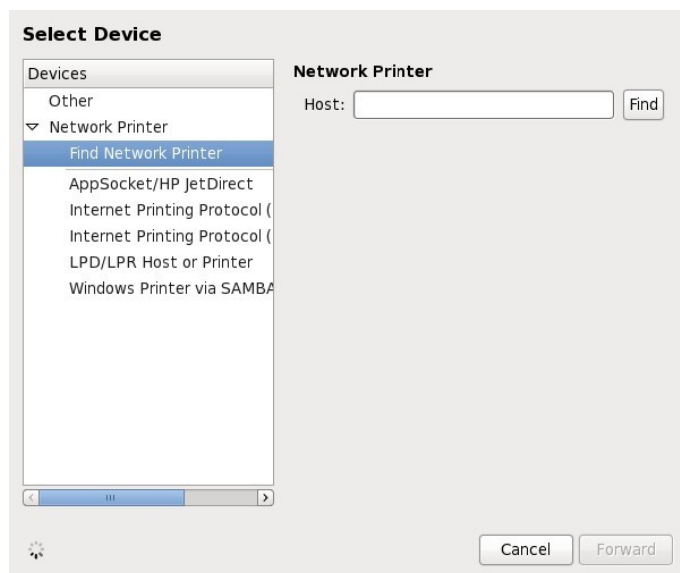 Select Device
Devices
Other
Network Printer
Find Network Printer
AppSocket/HP JetDirect
Internet Printing Protocol (
Internet Printing Protocol (
LPD/LPR Host or Printer
Windows Printer via SAMBA
Network Printer
Host:
Find
Cancel
Forward